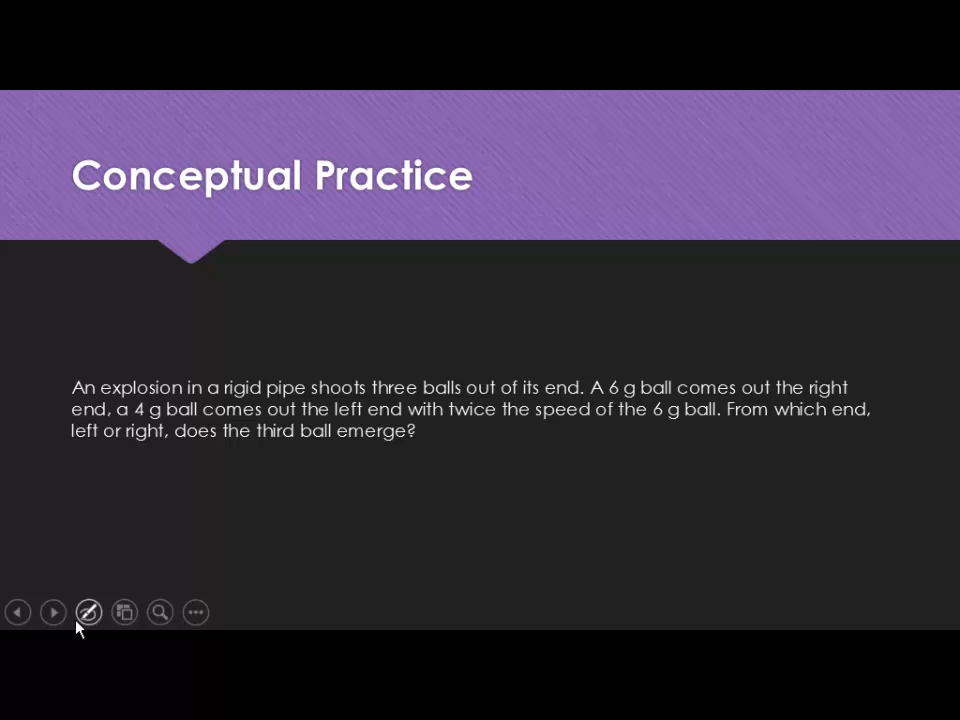 Conceptual Practice
An explosion in a rigid pipe shoots three balls out of its end. A 6 g ball comes out the right
end, a 4 g ball comes out the left end with twice the speed of the 6 g ball. From which end,
left or right, does the third ball emerge?